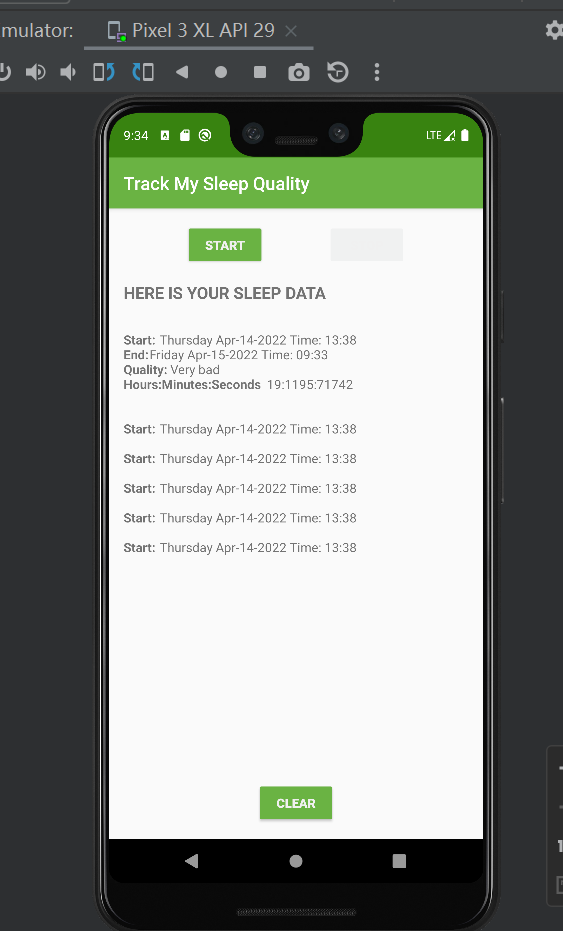 mulator:
Pixel 3 XL API 29
9:34
LTE
Track My Sleep Quality
START
HERE IS YOUR SLEEP DATA
Start: Thursday Apr-14-2022 Time: 13:38
End:Friday Apr-15-2022 Time: 09:33
Quality: Very bad
Hours:Minutes:Seconds 19:1195:71742
Start: Thursday Apr-14-2022 Time: 13:38
Start: Thursday Apr-14-2022 Time: 13:38
Start: Thursday Apr-14-2022 Time: 13:38
Start: Thursday Apr-14-2022 Time: 13:38
Start: Thursday Apr-14-2022 Time: 13:38
CLEAR